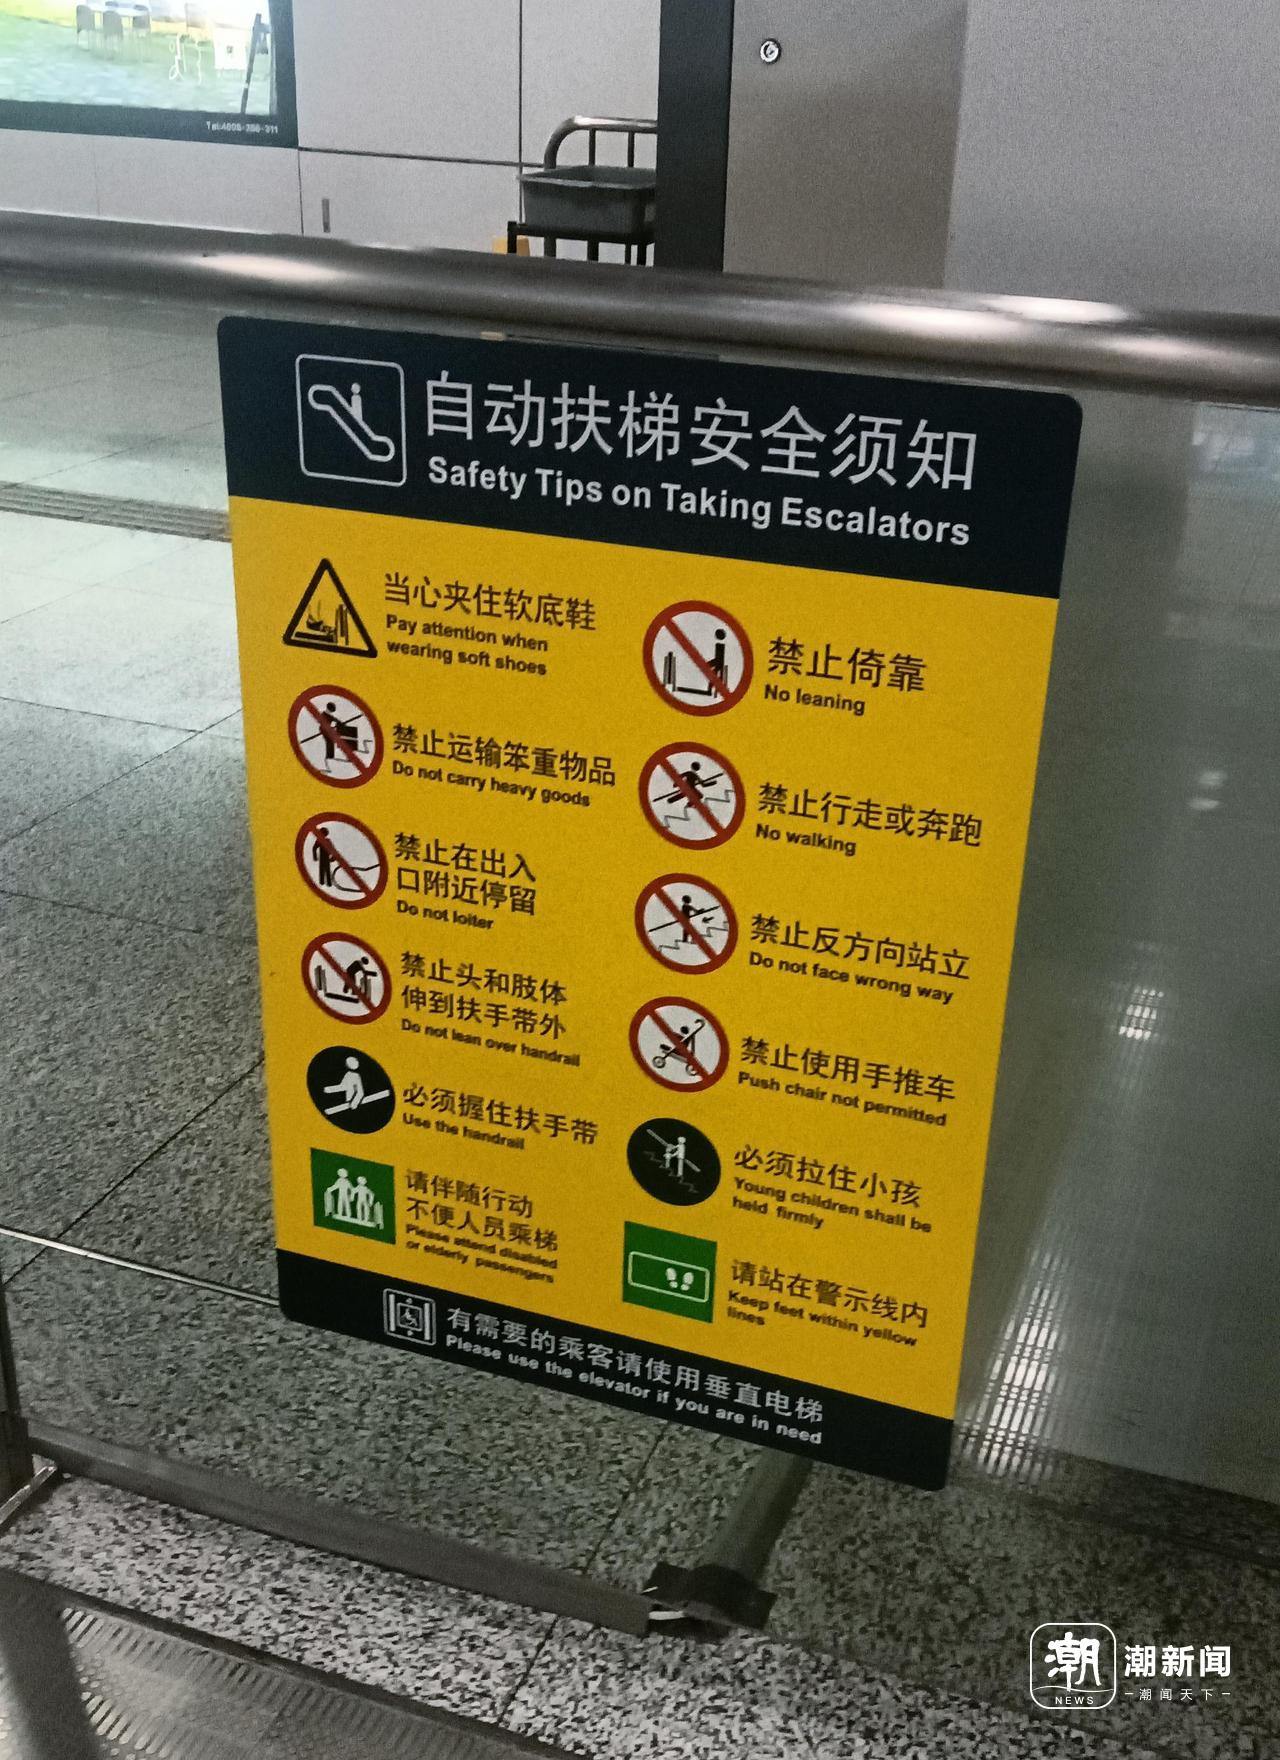 Tel:4008-388-311
自动扶梯安全须知
Safety Tips on Taking Escalators
当心夹住软底鞋
Pay attention when
wearing soft shoes
禁止运输笨重物品
Do not carry heavy goods
禁止在出入
口附近停留
Do not loiter
禁止头和肢体
伸到扶手带外
Do not lean over handrail
必须握住扶手带
Use the handrail
请伴随行动
不便人员乘梯
Please attend disabled
or elderly passengers
禁止倚靠
No leaning
禁止行走或奔跑
No walking
禁止反方向站立
Do not face wrong way
禁止使用手推车
Push chair not permitted
必须拉住小孩
Young children shall be
held firmly
请站在警示线内
Keep feet within yellow
lines
有需要的乘客请使用垂直电梯
Please use the elevator if you are in need
潮
NEWS
潮新闻
潮闻天下